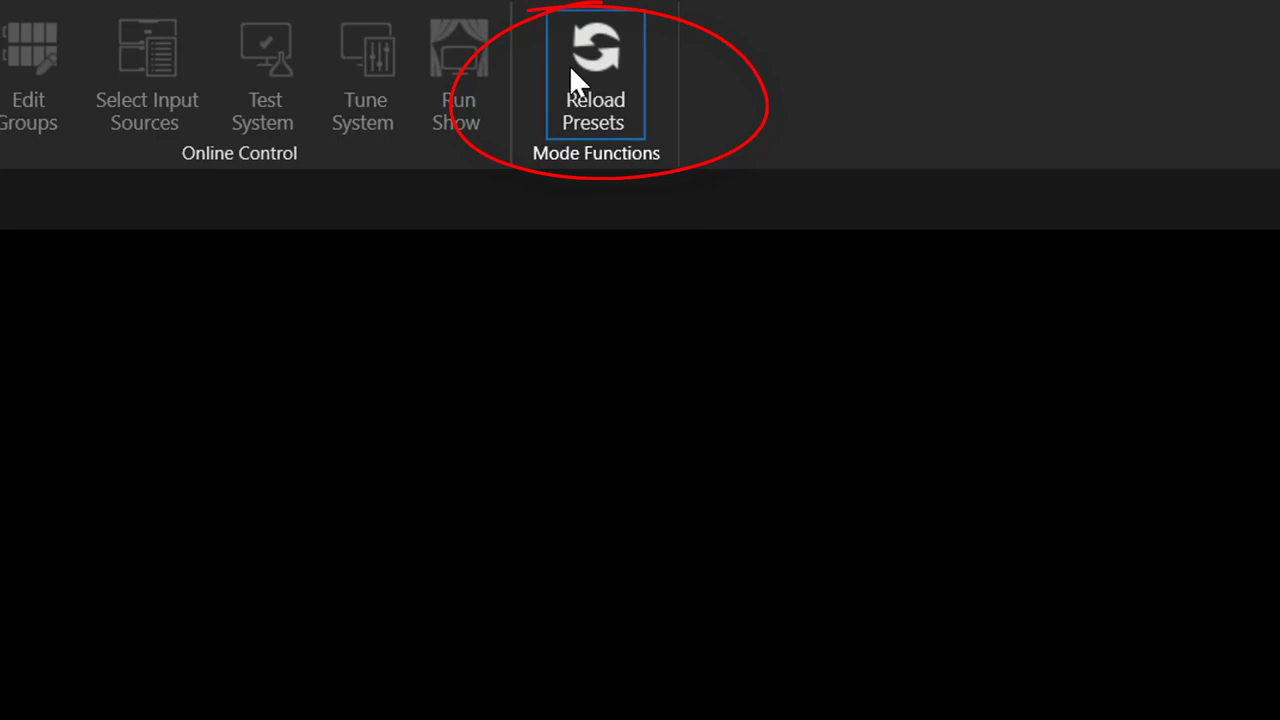 Edit
Groups
Select Input
Sources
Test
System
Tune
System
Run
Show
Online Control
Reload
Presets
Mode Functions